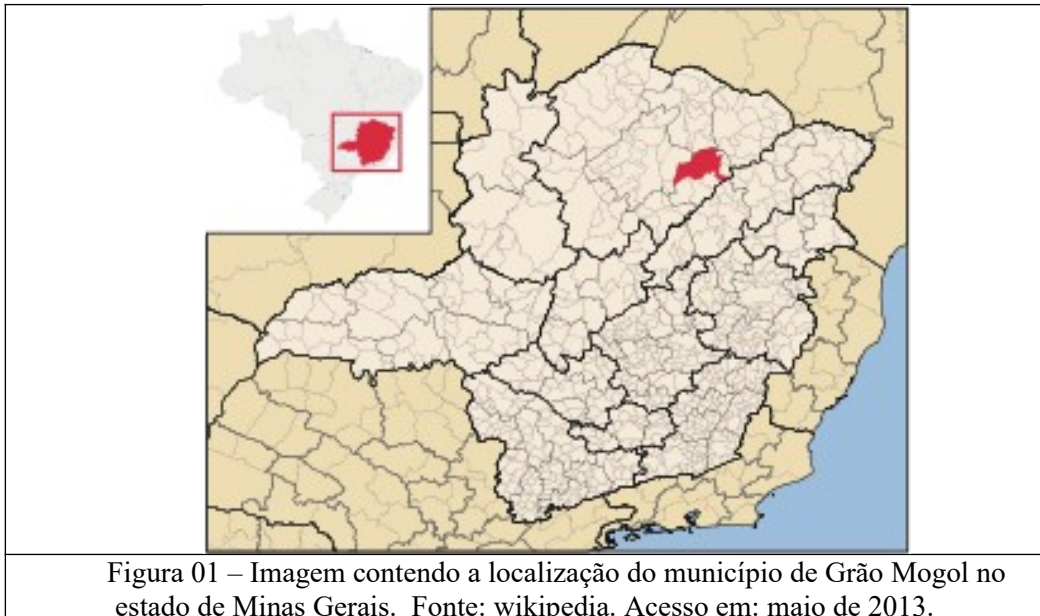 Figura 01 – Imagem contendo a localização do município de Grão Mogol no
estado de Minas Gerais.  Fonte: wikipedia. Acesso em: maio de 2013.